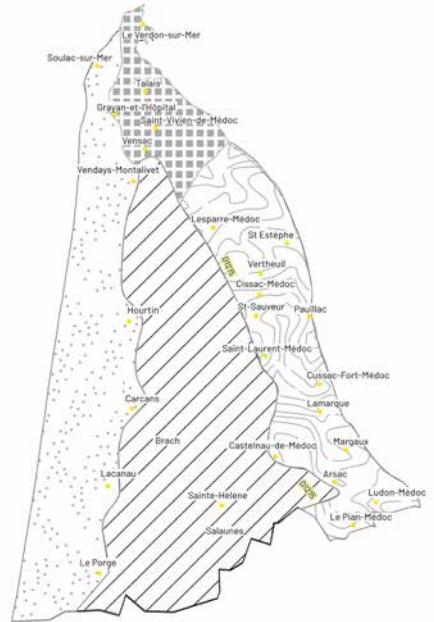 Le Verdon-sur-Mer
Soulac-sur-Mer
Talais
Grayan-et-l'Hôpital
Saint-Vivien-de-Médoc
Vensac
Vendays-Montalivet
Lesparre-Médoc
St Estèphe
D1215
Vertheuil
Cissac-Médoc
St-Sauveur
Pauillac
Hourtin
Saint-Laurent-Médoc
Cussac-Fort-Médoc
Carcans
Lamarque
Brach
Castelnau-de-Médoc
Margaux
Lacanau
Arsac
D1215
Sainte-Hélène
Ludon-Médoc
Le Pian-Médoc
Salaunes
Le Porge